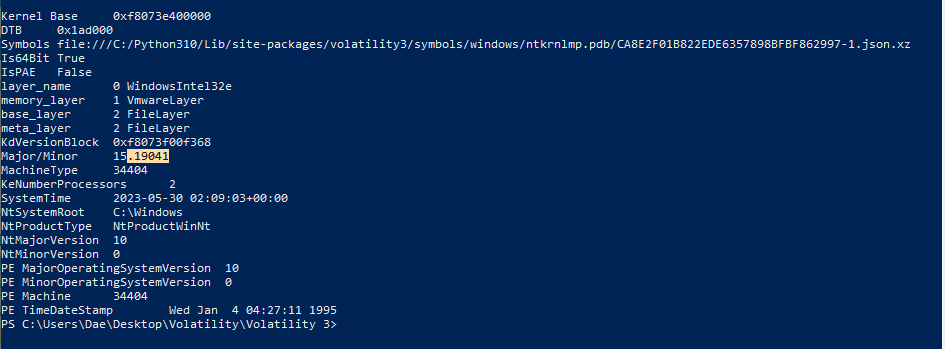 Kernel Base     0xf8073e400000
DTB     0x1ad000
Symbols file:///C:/Python310/Lib/site-packages/volatility3/symbols/windows/ntkrnlmp.pdb/CA8E2F01B822EDE6357898BFBF862997-1.json.xz
Is64Bit True
IsPAE   False
layer_name      0 WindowsIntel32e
memory_layer    1 VmwareLayer
base_layer      2 FileLayer
meta_layer      2 FileLayer
KdVersionBlock  0xf8073f00f368
Major/Minor     15.19041
MachineType     34404
KeNumberProcessors      2
SystemTime      2023-05-30 02:09:03+00:00
NtSystemRoot    C:\Windows
NtProductType   NtProductWinNt
NtMajorVersion  10
NtMinorVersion  0
PE MajorOperatingSystemVersion  10
PE MinorOperatingSystemVersion  0
PE Machine      34404
PE TimeDateStamp        Wed Jan  4 04:27:11 1995
PS C:\Users\Dae\Desktop\Volatility\Volatility 3>